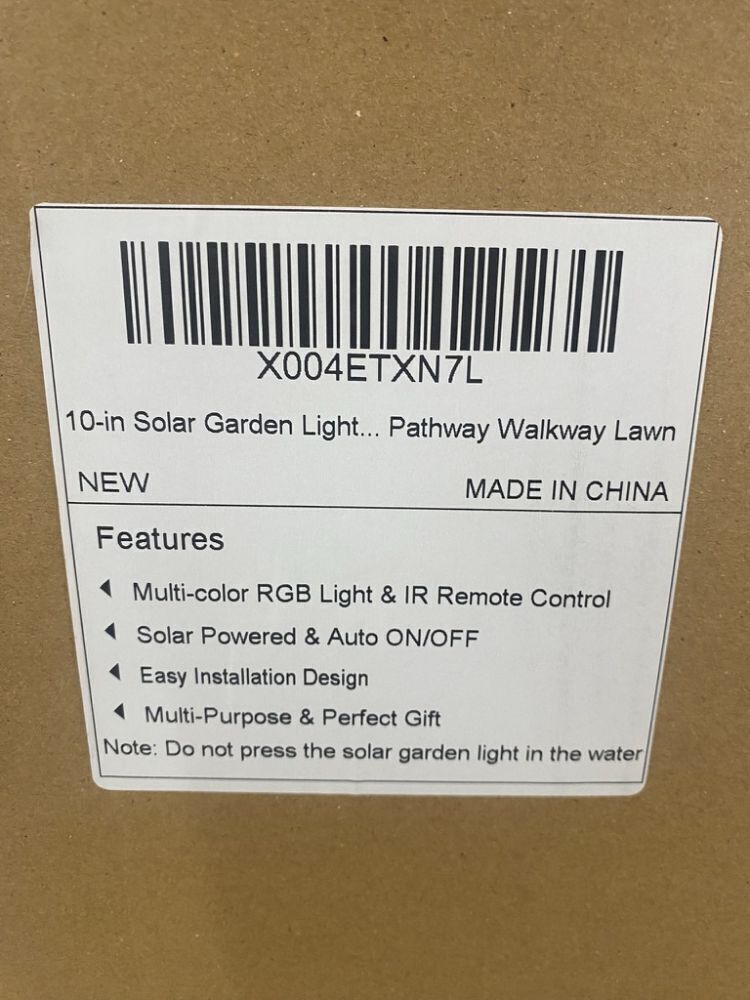 X004ETXN7L
10-in Solar Garden Light... Pathway Walkway Lawn
NEW MADE IN CHINA
Features
Multi-color RGB Light & IR Remote Control
Solar Powered & Auto ON/OFF
Easy Installation Design
Multi-Purpose & Perfect Gift
Note: Do not press the solar garden light in the water